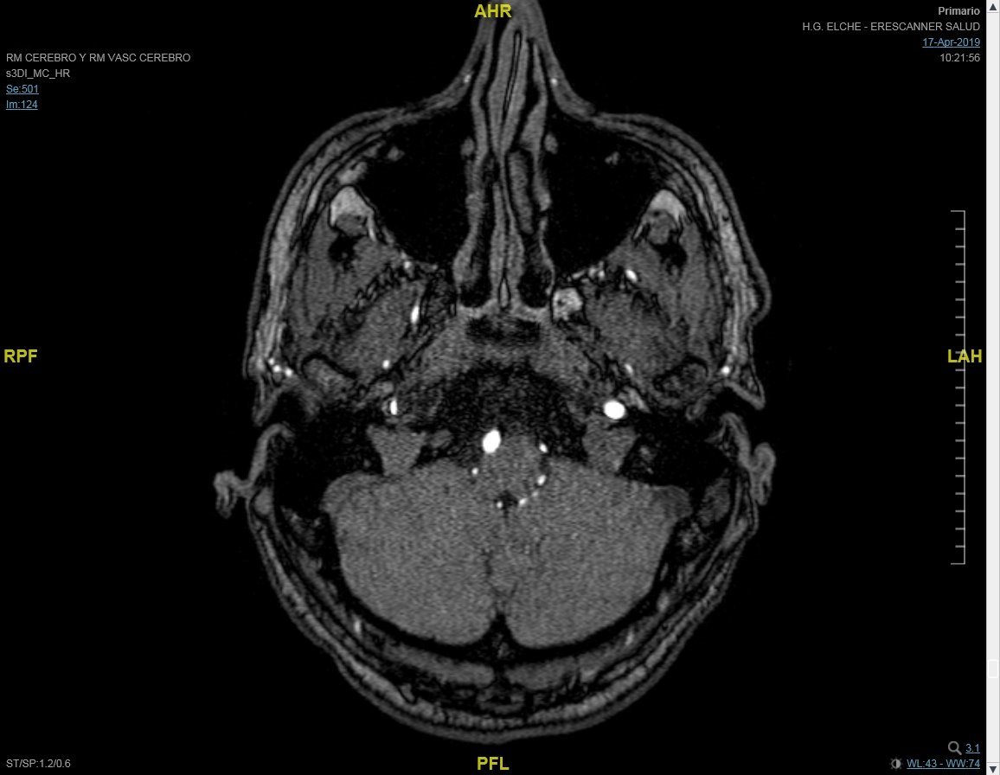 AHR
Primario
H.G. ELCHE - ERESCANNER SALUD
17-Apr-2019
10:21:56
RM CEREBRO Y RM VASC CEREBRO
s3DI_MC_HR
Se:501
Im:124
RPF
LAH
3.1
ST/SP:1.2/0.6
PFL
WL:43 - WW:74